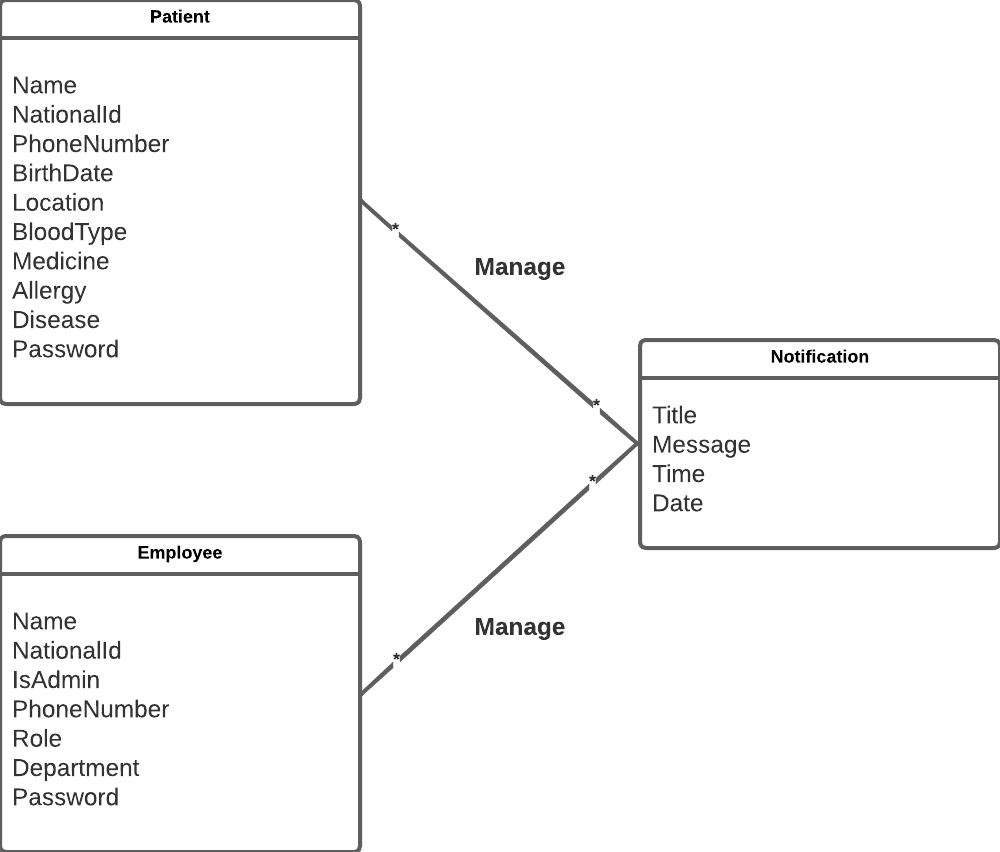 Patient
Name
NationalId
PhoneNumber
BirthDate
Location
BloodType
Medicine
Allergy
Disease
Password
*
Manage
*
Notification
Title
Message
Time
Date
*
Manage
*
Employee
Name
NationalId
IsAdmin
PhoneNumber
Role
Department
Password